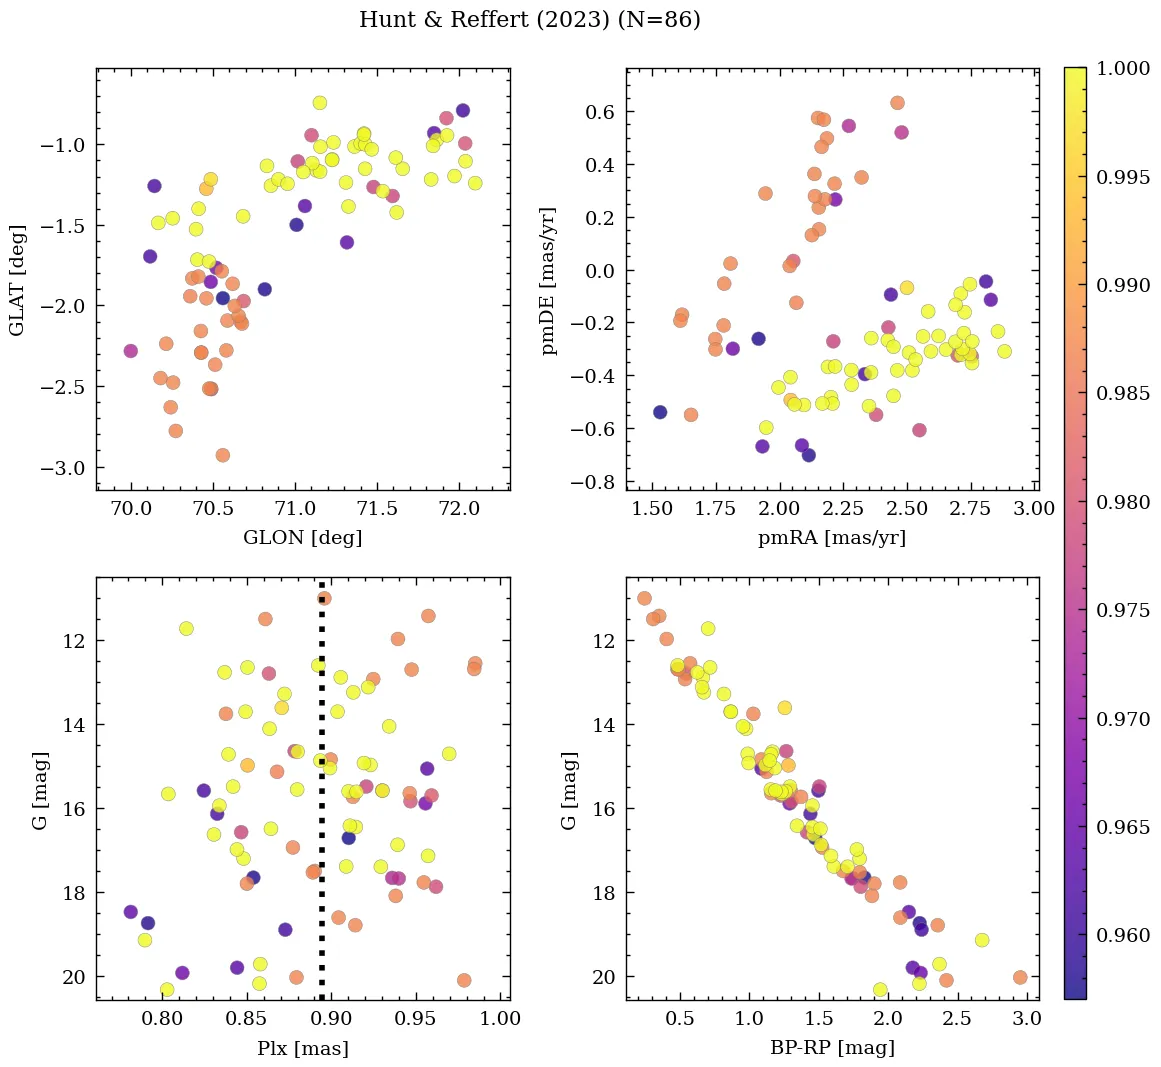 Hunt & Reffert (2023) (N=86)
−1.0
−1.5
−2.0
−2.5
−3.0
GLAT [deg]
70.0 70.5 71.0 71.5 72.0
GLON [deg]
0.6
0.4
0.2
0.0
−0.2
−0.4
−0.6
−0.8
pmDE [mas/yr]
1.50 1.75 2.00 2.25 2.50 2.75 3.00
pmRA [mas/yr]
12
14
16
18
20
G [mag]
0.80 0.85 0.90 0.95 1.00
Plx [mas]
12
14
16
18
20
G [mag]
0.5 1.0 1.5 2.0 2.5 3.0
BP-RP [mag]
1.000
0.995
0.990
0.985
0.980
0.975
0.970
0.965
0.960